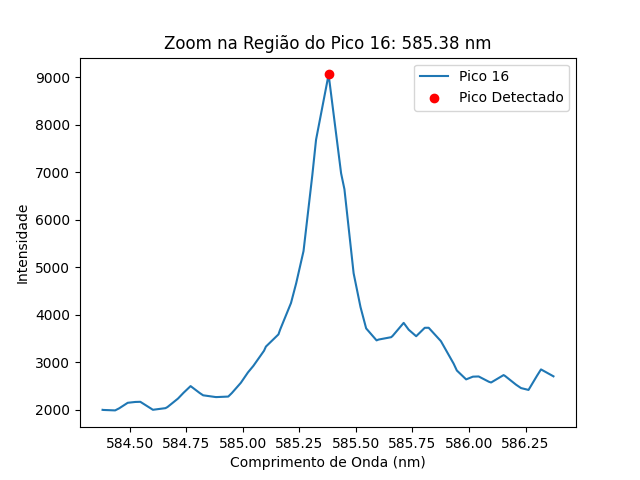 Zoom na Região do Pico 16: 585.38 nm
Pico 16
Pico Detectado
Intensidade
9000
8000
7000
6000
5000
4000
3000
2000
584.50 584.75 585.00 585.25 585.50 585.75 586.00 586.25
Comprimento de Onda (nm)